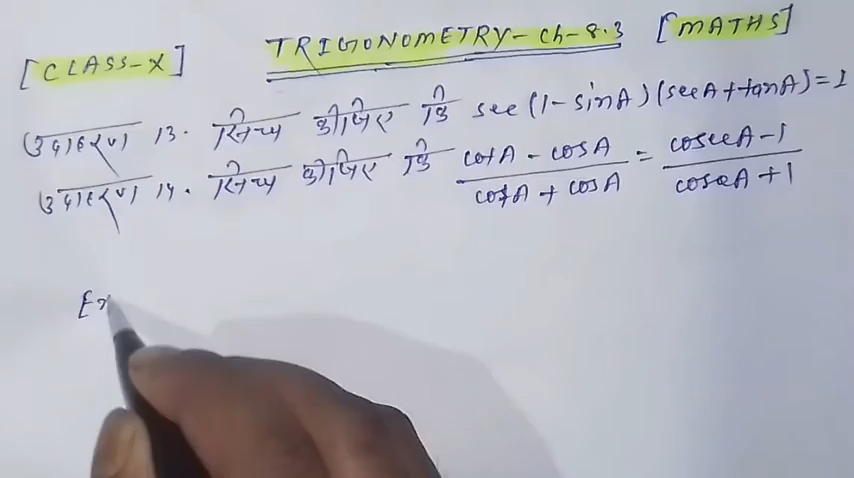 [CLASS-X] TRIGONOMETRY- Ch-8.3 [MATHS]
उदाहरण 13. सिध्य कीजिए कि sec (1-sinA) (secA+tanA)=1
उदाहरण 14. सिध्य कीजिए कि cotA - cosA / cotA + cosA = cosecA-1 / cosecA+1
[Ex